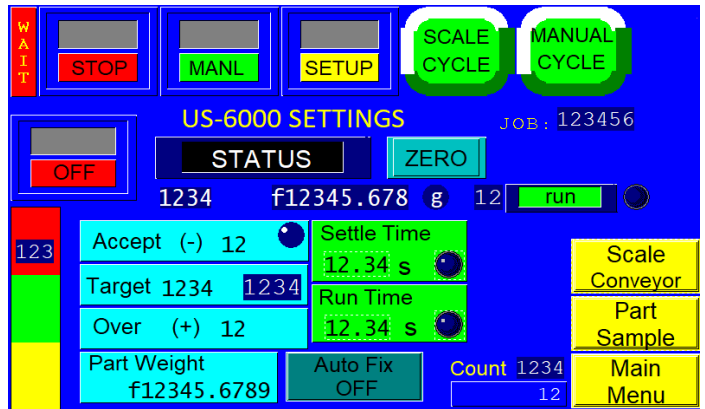 WAIT
STOP
MANL
SETUP
SCALE
CYCLE
MANUAL
CYCLE
US-6000 SETTINGS
JOB: 123456
OFF
STATUS
ZERO
1234 f12345.678 g 12 run
123
Accept (-) 12
Settle Time
12.34 s
Target 1234 1234
Run Time
12.34 s
Over (+) 12
Scale
Conveyor
Part
Sample
Part Weight
f12345.6789
Auto Fix
OFF
Count 1234
12
Main
Menu